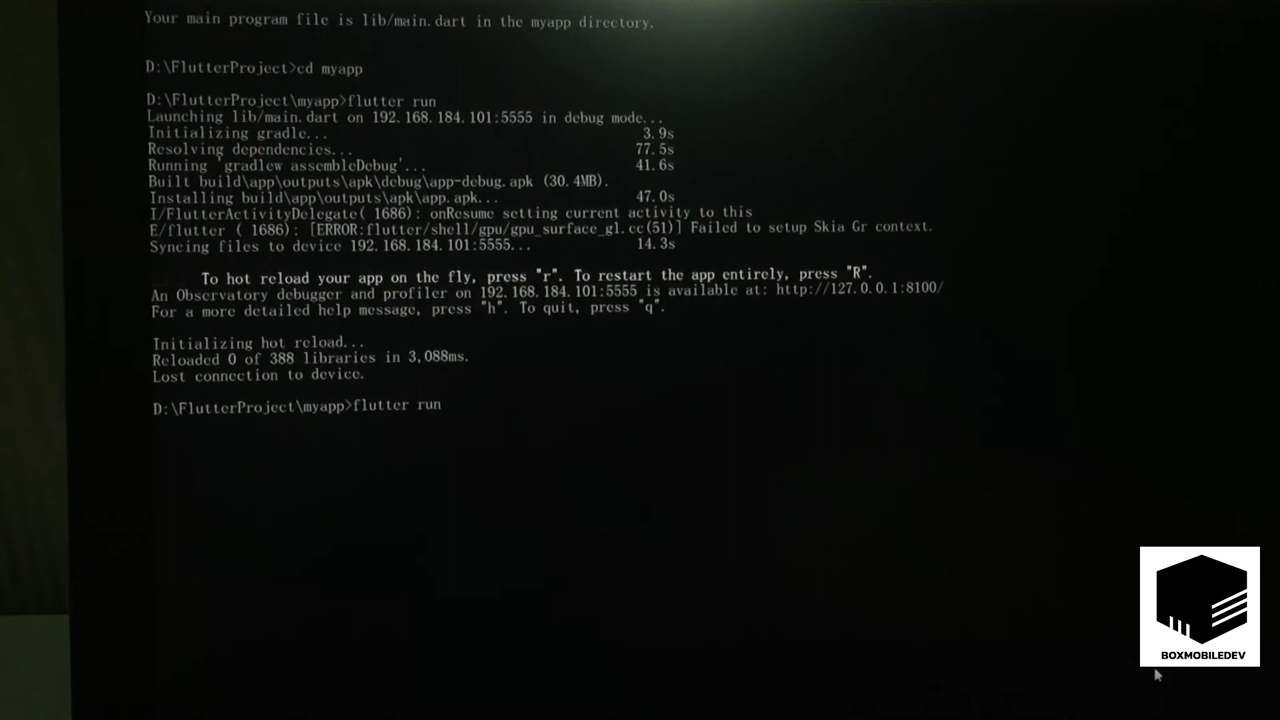 Your main program file is lib/main.dart in the myapp directory.
D:\FlutterProject>cd myapp
D:\FlutterProject\myapp>flutter run
Launching lib/main.dart on 192.168.184.101:5555 in debug mode...
Initializing gradle... 3.9s
Resolving dependencies... 77.5s
Running 'gradlew assembleDebug'... 41.6s
Built build\app\outputs\apk\debug\app-debug.apk (30.4MB).
Installing build\app\outputs\apk\app.apk... 47.0s
I/FlutterActivityDelegate( 1686): onResume setting current activity to this
E/flutter ( 1686): [ERROR:flutter/shell/gpu/gpu_surface_gl.cc(51)] Failed to setup Skia Gr context.
Syncing files to device 192.168.184.101:5555... 14.3s
To hot reload your app on the fly, press "r". To restart the app entirely, press "R".
An Observatory debugger and profiler on 192.168.184.101:5555 is available at: http://127.0.0.1:8100/
For a more detailed help message, press "h". To quit, press "q".
Initializing hot reload...
Reloaded 0 of 388 libraries in 3,088ms.
Lost connection to device.
D:\FlutterProject\myapp>flutter run
BOXMOBILEDEV